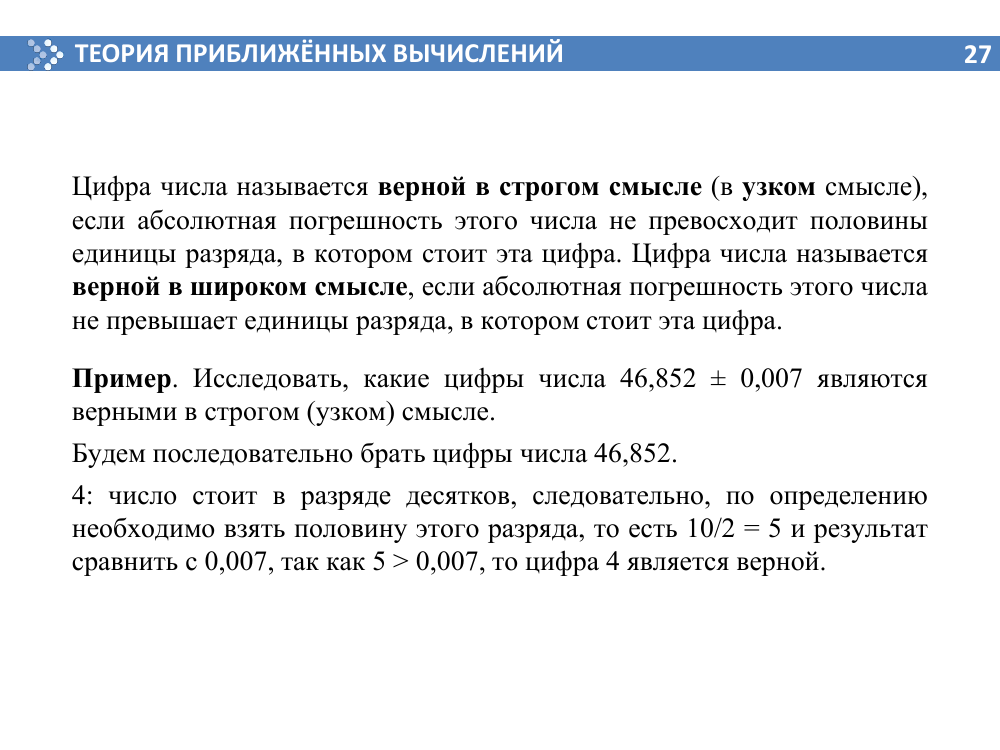 ТЕОРИЯ ПРИБЛИЖЁННЫХ ВЫЧИСЛЕНИЙ
27
Цифра числа называется верной в строгом смысле (в узком смысле),
если абсолютная погрешность этого числа не превосходит половины
единицы разряда, в котором стоит эта цифра. Цифра числа называется
верной в широком смысле, если абсолютная погрешность этого числа
не превышает единицы разряда, в котором стоит эта цифра.
Пример. Исследовать, какие цифры числа 46,852 ± 0,007 являются
верными в строгом (узком) смысле.
Будем последовательно брать цифры числа 46,852.
4: число стоит в разряде десятков, следовательно, по определению
необходимо взять половину этого разряда, то есть 10/2 = 5 и результат
сравнить с 0,007, так как 5 > 0,007, то цифра 4 является верной.